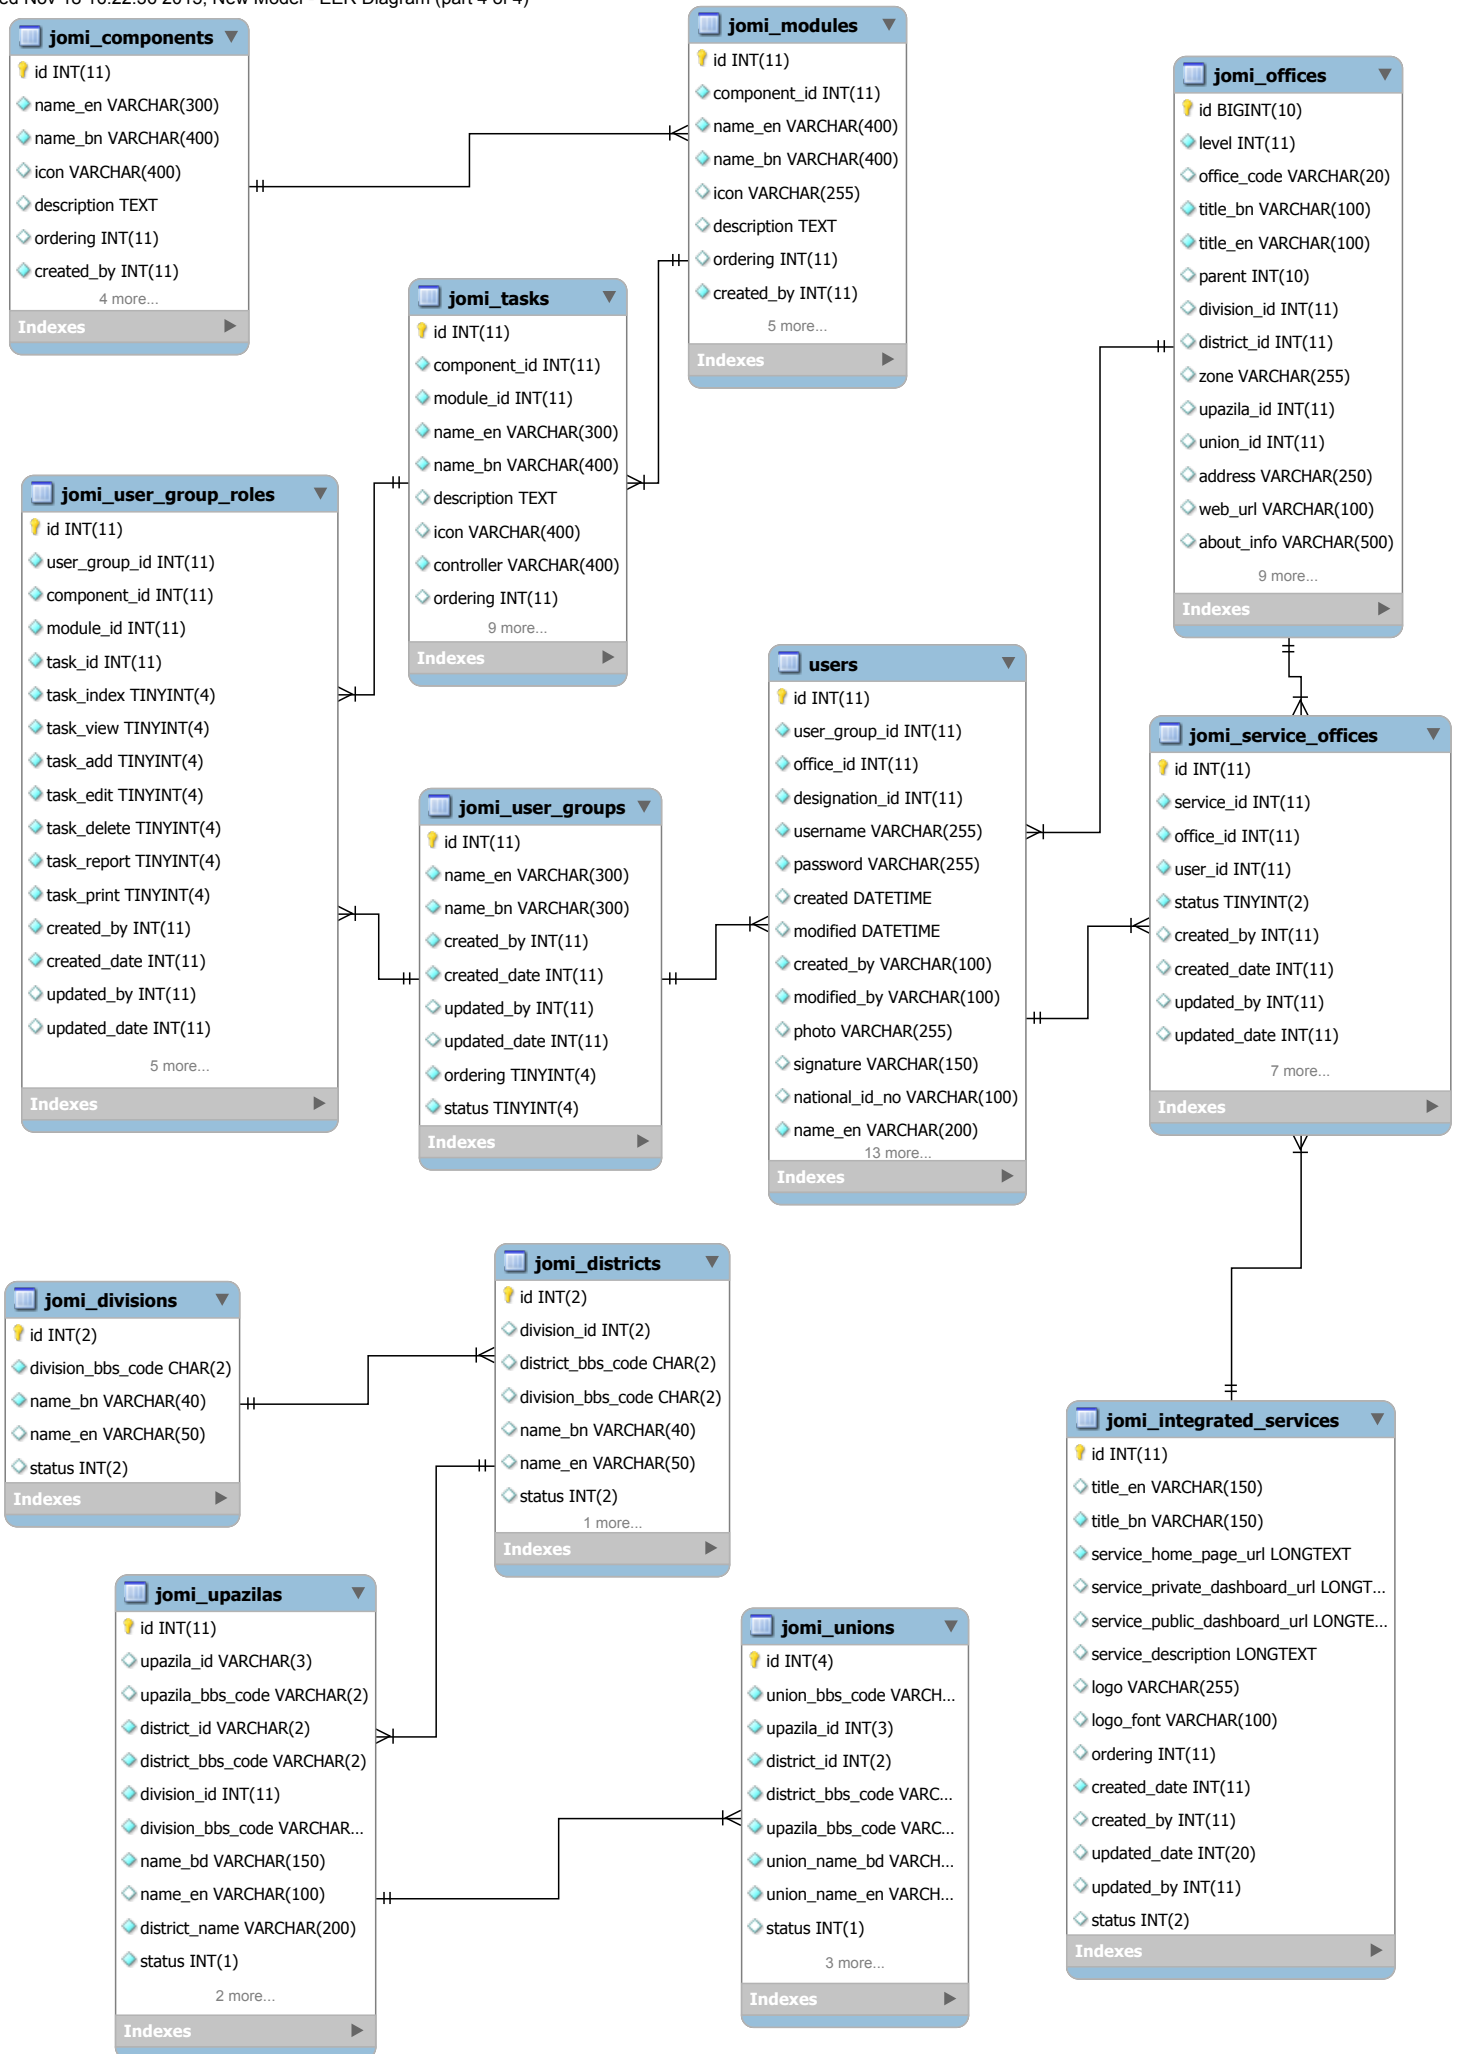 New Model - EER Diagram (part 4 of 4)
jomi_components
id INT(11)
name_en VARCHAR(300)
name_bn VARCHAR(400)
icon VARCHAR(400)
description TEXT
ordering INT(11)
created_by INT(11)
4 more...
Indexes
jomi_modules
id INT(11)
component_id INT(11)
name_en VARCHAR(400)
name_bn VARCHAR(400)
icon VARCHAR(255)
description TEXT
ordering INT(11)
created_by INT(11)
5 more...
Indexes
jomi_offices
id BIGINT(10)
level INT(11)
office_code VARCHAR(20)
title_bn VARCHAR(100)
title_en VARCHAR(100)
parent INT(10)
division_id INT(11)
district_id INT(11)
zone VARCHAR(255)
upazila_id INT(11)
union_id INT(11)
address VARCHAR(250)
web_url VARCHAR(100)
about_info VARCHAR(500)
9 more...
Indexes
jomi_tasks
id INT(11)
component_id INT(11)
module_id INT(11)
name_en VARCHAR(300)
name_bn VARCHAR(400)
description TEXT
icon VARCHAR(400)
controller VARCHAR(400)
ordering INT(11)
9 more...
Indexes
jomi_user_group_roles
id INT(11)
user_group_id INT(11)
component_id INT(11)
module_id INT(11)
task_id INT(11)
task_index TINYINT(4)
task_view TINYINT(4)
task_add TINYINT(4)
task_edit TINYINT(4)
task_delete TINYINT(4)
task_report TINYINT(4)
task_print TINYINT(4)
created_by INT(11)
created_date INT(11)
updated_by INT(11)
updated_date INT(11)
5 more...
Indexes
jomi_user_groups
id INT(11)
name_en VARCHAR(300)
name_bn VARCHAR(300)
created_by INT(11)
created_date INT(11)
updated_by INT(11)
updated_date INT(11)
ordering TINYINT(4)
status TINYINT(4)
Indexes
users
id INT(11)
user_group_id INT(11)
office_id INT(11)
designation_id INT(11)
username VARCHAR(255)
password VARCHAR(255)
created DATETIME
modified DATETIME
created_by VARCHAR(100)
modified_by VARCHAR(100)
photo VARCHAR(255)
signature VARCHAR(150)
national_id_no VARCHAR(100)
name_en VARCHAR(200)
13 more...
Indexes
jomi_service_offices
id INT(11)
service_id INT(11)
office_id INT(11)
user_id INT(11)
status TINYINT(2)
created_by INT(11)
created_date INT(11)
updated_by INT(11)
updated_date INT(11)
7 more...
Indexes
jomi_divisions
id INT(2)
division_bbs_code CHAR(2)
name_bn VARCHAR(40)
name_en VARCHAR(50)
status INT(2)
Indexes
jomi_districts
id INT(2)
division_id INT(2)
district_bbs_code CHAR(2)
division_bbs_code CHAR(2)
name_bn VARCHAR(40)
name_en VARCHAR(50)
status INT(2)
1 more...
Indexes
jomi_integrated_services
id INT(11)
title_en VARCHAR(150)
title_bn VARCHAR(150)
service_home_page_url LONGTEXT
service_private_dashboard_url LONGT...
service_public_dashboard_url LONGTE...
service_description LONGTEXT
logo VARCHAR(255)
logo_font VARCHAR(100)
ordering INT(11)
created_date INT(11)
created_by INT(11)
updated_date INT(20)
updated_by INT(11)
status INT(2)
Indexes
jomi_upazilas
id INT(11)
upazila_id VARCHAR(3)
upazila_bbs_code VARCHAR(2)
district_id VARCHAR(2)
district_bbs_code VARCHAR(2)
division_id INT(11)
division_bbs_code VARCHAR...
name_bd VARCHAR(150)
name_en VARCHAR(100)
district_name VARCHAR(200)
status INT(1)
2 more...
Indexes
jomi_unions
id INT(4)
union_bbs_code VARCH...
upazila_id INT(3)
district_id INT(2)
district_bbs_code VARC...
upazila_bbs_code VARC...
union_name_bd VARCH...
union_name_en VARCH...
status INT(1)
3 more...
Indexes